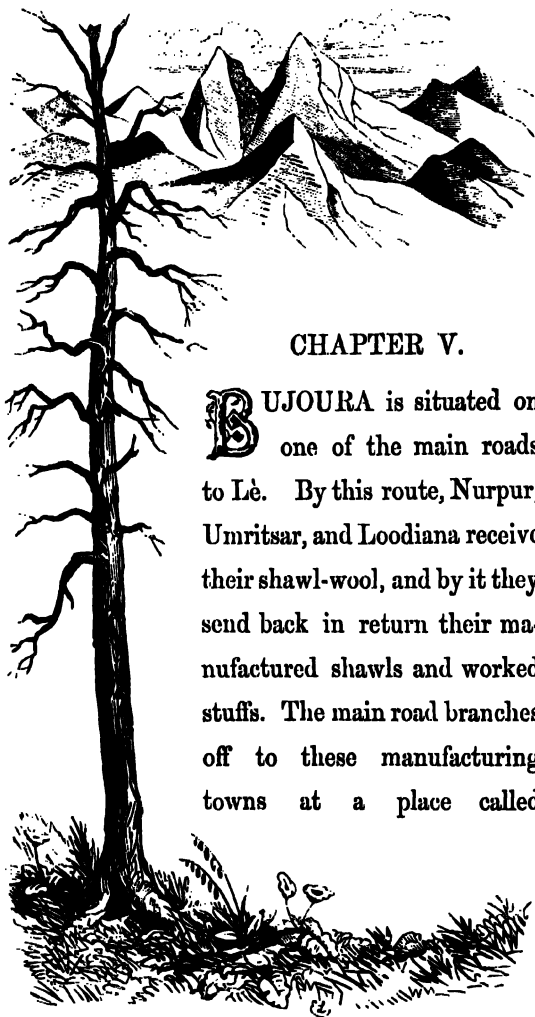 CHAPTER V.
BUJOURA is situated on
one of the main roads
to Lè. By this route, Nurpur,
Umritsar, and Loodiana receive
their shawl-wool, and by it they
send back in return their ma-
nufactured shawls and worked
stuffs. The main road branches
off to these manufacturing
towns at a place called